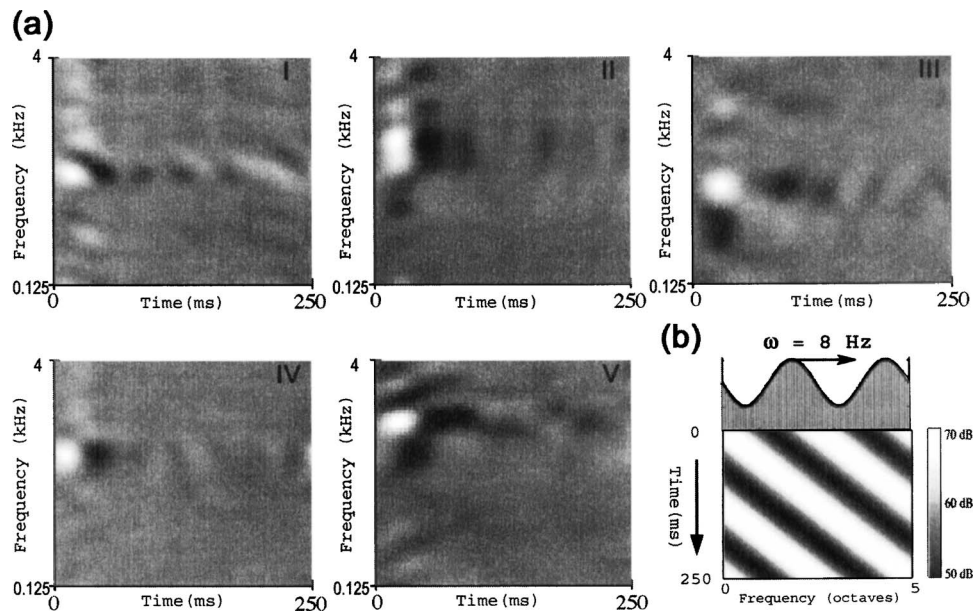 (a)
4
I
Frequency (kHz)
0.125
0
Time(ms)
250
4
II
Frequency (kHz)
0.125
0
Time(ms)
250
4
III
Frequency (kHz)
0.125
0
Time(ms)
250
4
IV
Frequency (kHz)
0.125
0
Time(ms)
250
4
V
Frequency (kHz)
0.125
0
Time(ms)
250
(b)
ω = 8 Hz
0
Time(ms)
250
0
Frequency (octaves)
5
70 dB
60 dB
50 dB